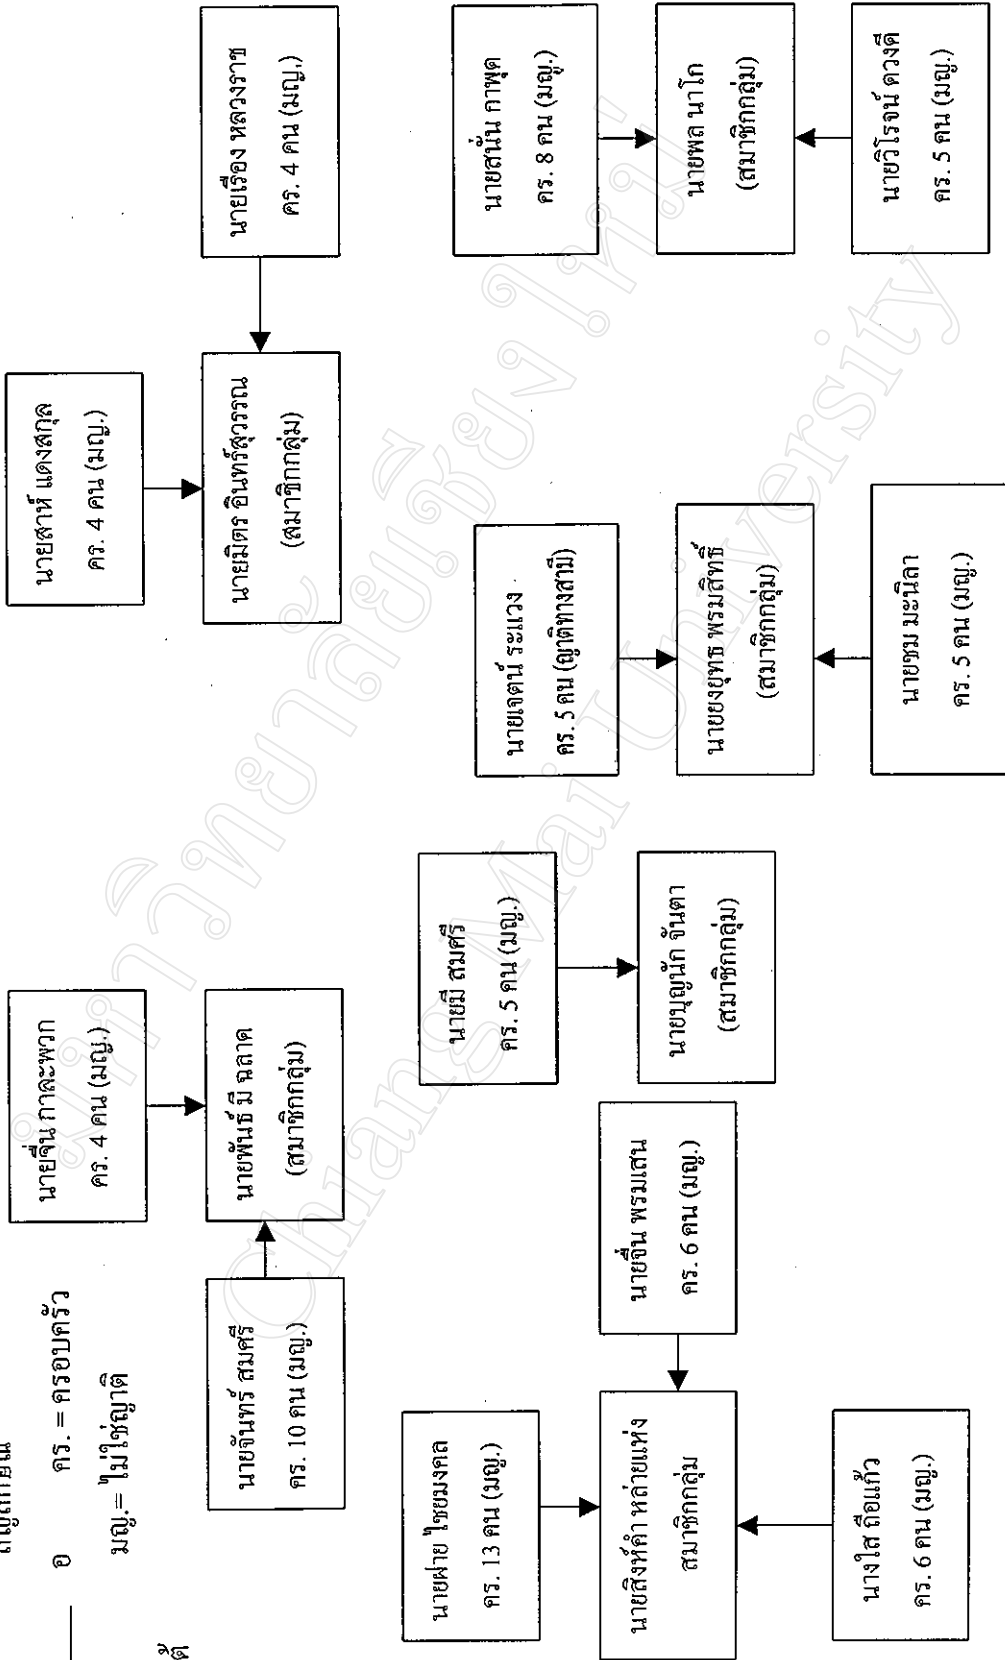 อ คร. = ครอบครัว
มญ.= ไม่ใช่ญาติ
นายจันทร์ สมศรี
คร. 10 คน (มญ.)
นายจื่น กาละพวก
คร. 4 คน (มญ.)
นายพันธ์ มี ฉลาด
(สมาชิกกลุ่ม)
นายสาห์ แดงสกุล
คร. 4 คน (มญ.)
นายมิตร อินทร์สุวรรณ
(สมาชิกกลุ่ม)
นายเรือง หลวงราช
คร. 4 คน (มญ.)
นายฝาย ไชยมงคล
คร. 13 คน (มญ.)
นายสิงห์คำ หล่ายแห่ง
สมาชิกกลุ่ม
นางใส ถือแก้ว
คร. 6 คน (มญ.)
นายจื่น พรมเสน
คร. 6 คน (มญ.)
นายมี สมศรี
คร. 5 คน (มญ.)
นายบุญนัก จันตา
(สมาชิกกลุ่ม)
นายเจตน์ ระแวง
คร. 5 คน (ญาติทางสามี)
นายยงยุทธ พรมสิทธิ์
(สมาชิกกลุ่ม)
นายชม มะนิลา
คร. 5 คน (มญ.)
นายสนั่น กาพุด
คร. 8 คน (มญ.)
นายพล นาโก
(สมาชิกกลุ่ม)
นายวิโรจน์ ดวงดี
คร. 5 คน (มญ.)
มหาวิทยาลัยเชียงใหม่
Chiang Mai University